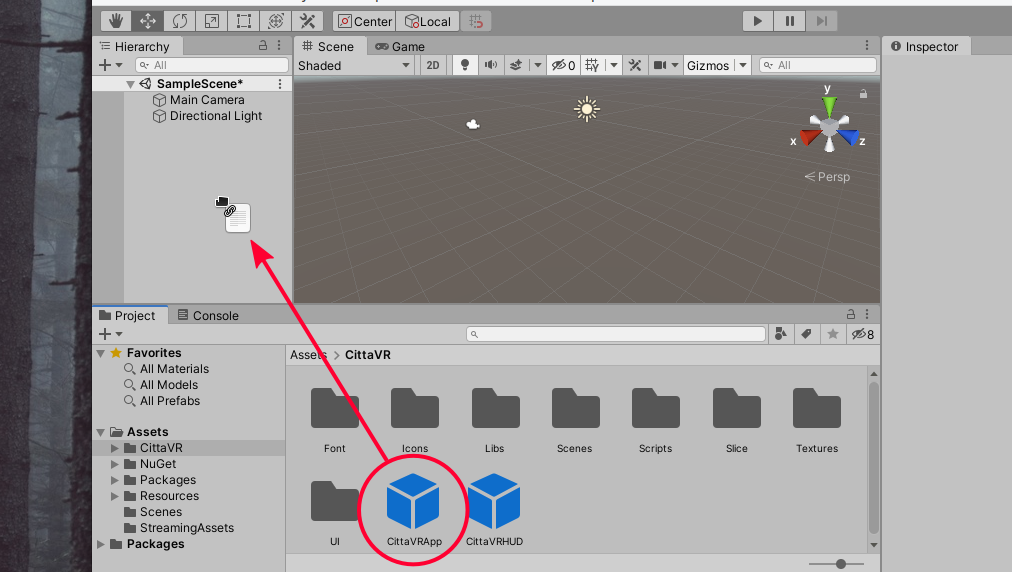 Center Local
Hierarchy
All
SampleScene*
Main Camera
Directional Light
Scene Game
Shaded 2D 0 Gizmos All
y
x z
Persp
Inspector
Project Console
8
Favorites
All Materials
All Models
All Prefabs
Assets
CittaVR
NuGet
Packages
Resources
Scenes
StreamingAssets
Packages
Assets > CittaVR
Font Icons Libs Scenes Scripts Slice Textures
UI CittaVRApp CittaVRHUD